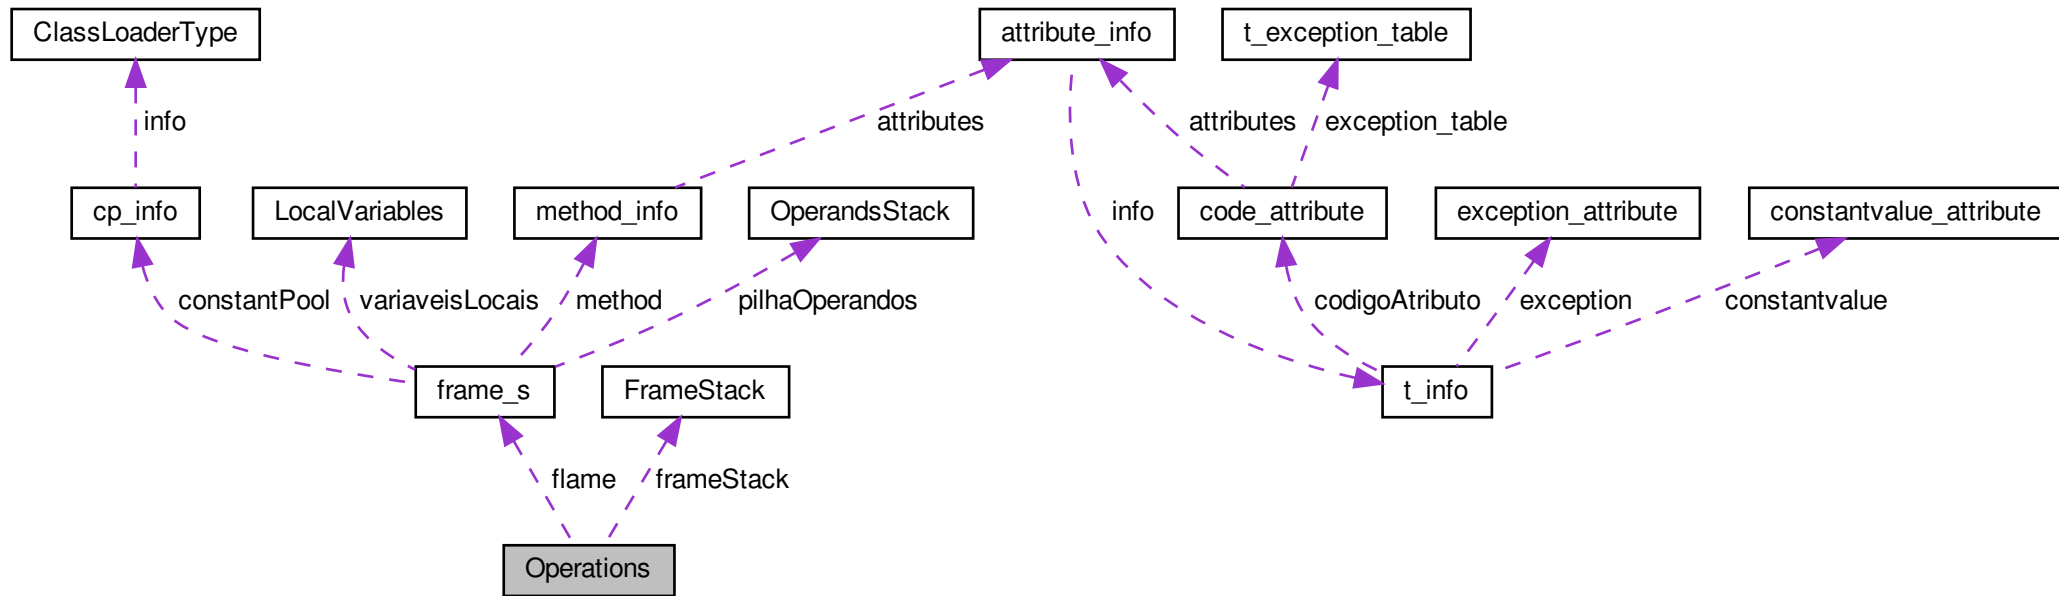 ClassLoaderType
attribute_info
t_exception_table
info
attributes
attributes
exception_table
cp_info
LocalVariables
method_info
OperandsStack
info
code_attribute
exception_attribute
constantvalue_attribute
constantPool
variaveisLocais
method
pilhaOperandos
codigoAtributo
exception
constantvalue
frame_s
FrameStack
t_info
flame
frameStack
Operations